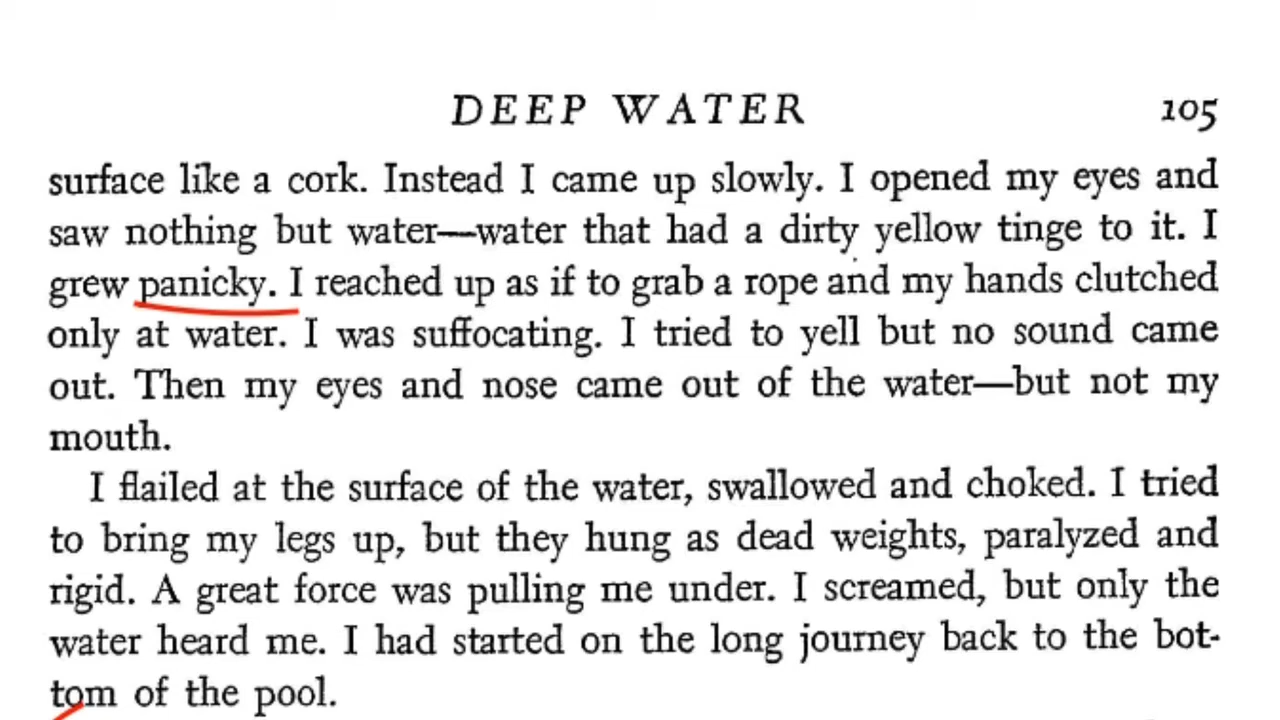 DEEP WATER 105
surface like a cork. Instead I came up slowly. I opened my eyes and
saw nothing but water—water that had a dirty yellow tinge to it. I
grew panicky. I reached up as if to grab a rope and my hands clutched
only at water. I was suffocating. I tried to yell but no sound came
out. Then my eyes and nose came out of the water—but not my
mouth.
I flailed at the surface of the water, swallowed and choked. I tried
to bring my legs up, but they hung as dead weights, paralyzed and
rigid. A great force was pulling me under. I screamed, but only the
water heard me. I had started on the long journey back to the bot-
tom of the pool.